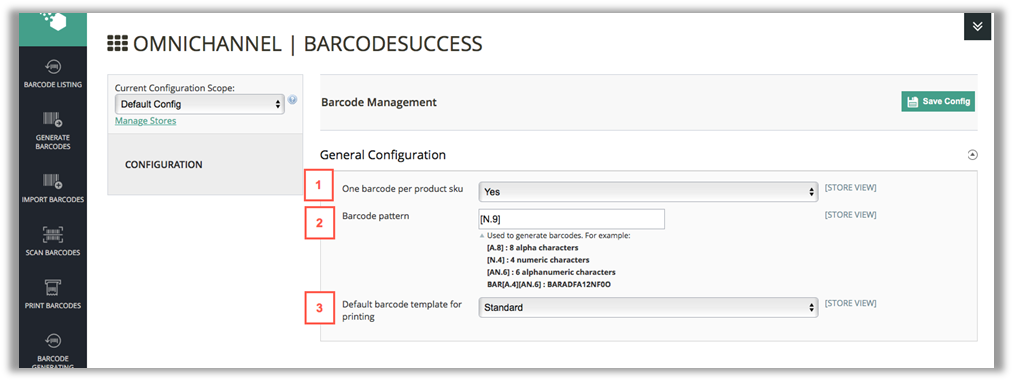 OMNICHANNEL | BARCODESUCCESS
BARCODE LISTING
GENERATE
BARCODES
IMPORT BARCODES
SCAN BARCODES
PRINT BARCODES
BARCODE
GENERATING
Current Configuration Scope:
Default Config
Manage Stores
CONFIGURATION
Barcode Management
Save Config
General Configuration
1
One barcode per product sku
Yes
[STORE VIEW]
2
Barcode pattern
[N.9]
[STORE VIEW]
Used to generate barcodes. For example:
[A.8] : 8 alpha characters
[N.4] : 4 numeric characters
[AN.6] : 6 alphanumeric characters
BAR[A.4][AN.6] : BARADFA12NF0O
3
Default barcode template for
printing
Standard
[STORE VIEW]